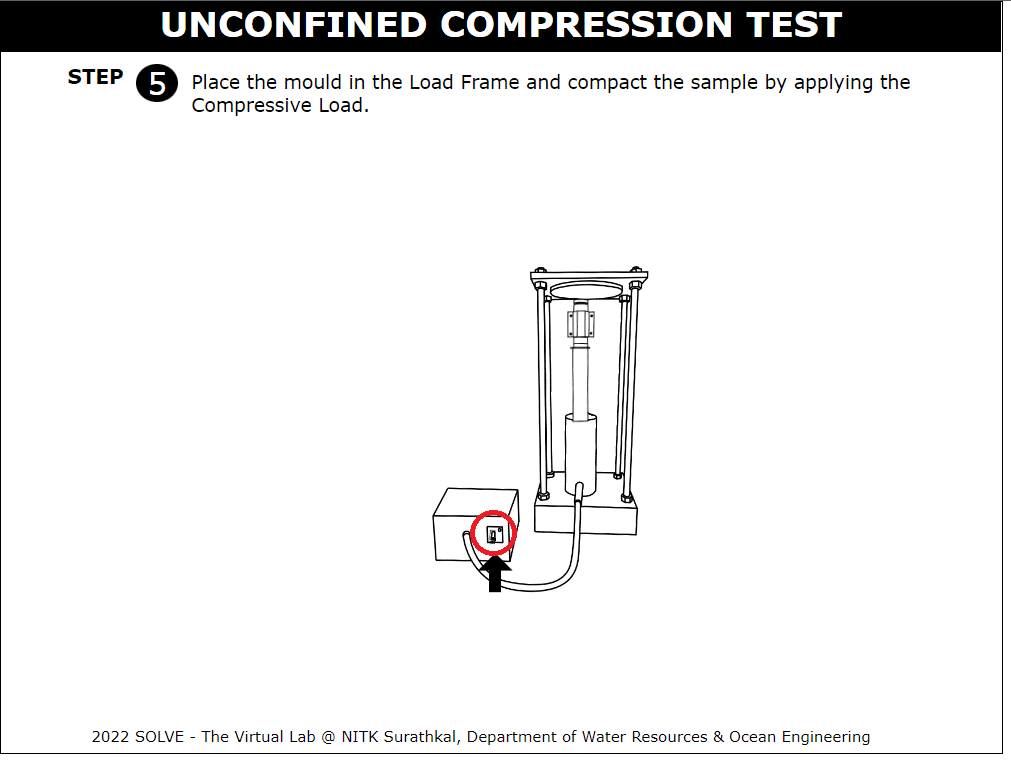 UNCONFINED COMPRESSION TEST
STEP 5 Place the mould in the Load Frame and compact the sample by applying the
Compressive Load.
2022 SOLVE - The Virtual Lab @ NITK Surathkal, Department of Water Resources & Ocean Engineering